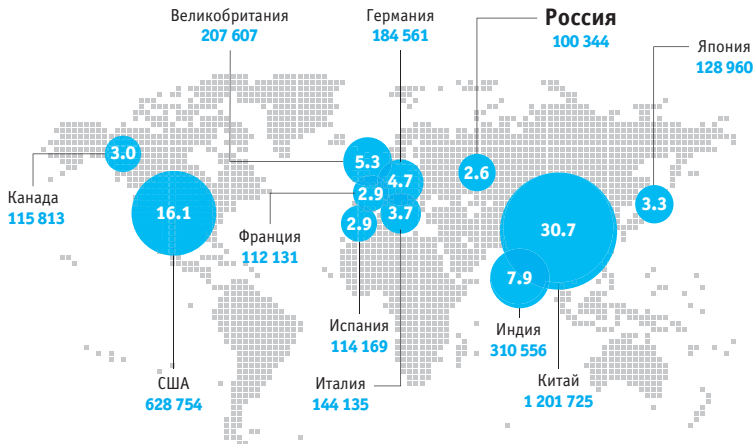 Великобритания
207 607
Германия
184 561
Россия
100 344
Япония
128 960
3.0
5.3
4.7
2.6
2.9
3.3
Канада
115 813
16.1
3.7
2.9
30.7
Франция
112 131
7.9
Испания
114 169
Индия
310 556
США
628 754
Италия
144 135
Китай
1 201 725